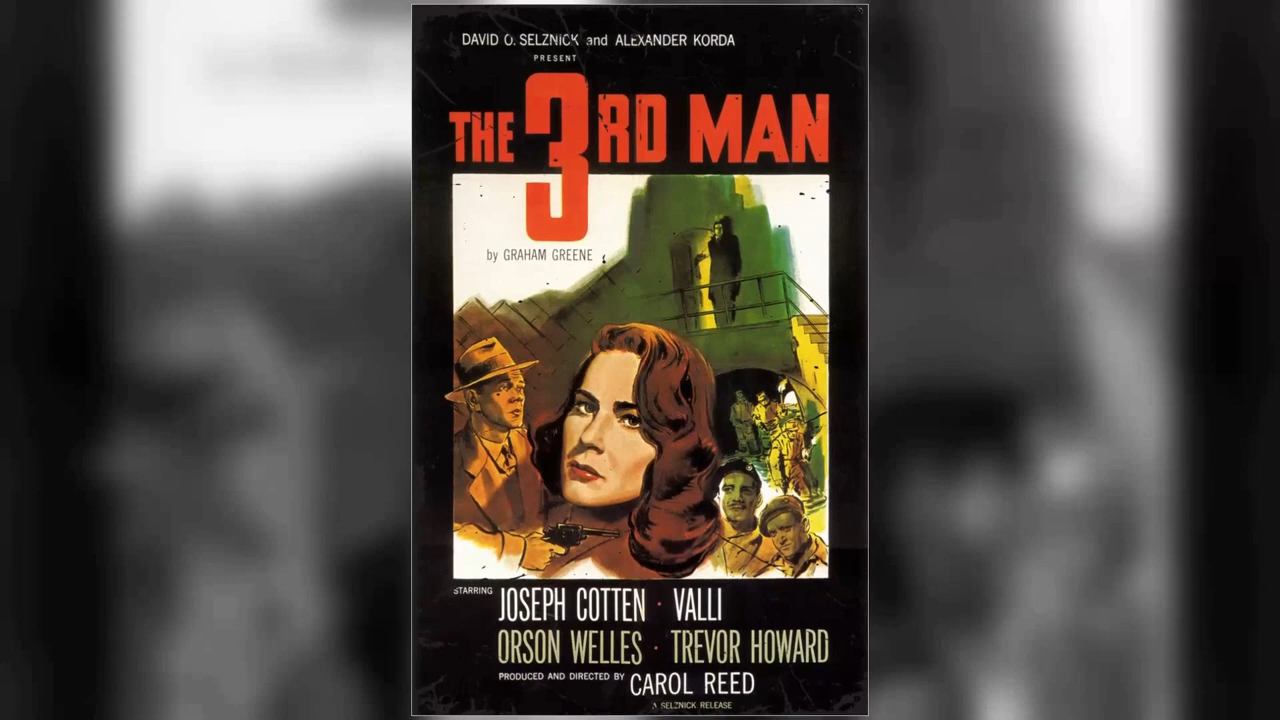 DAVID O. SELZNICK and ALEXANDER KORDA
PRESENT
THE 3RD MAN
by GRAHAM GREENE
STARRING JOSEPH COTTEN · VALLI
ORSON WELLES · TREVOR HOWARD
PRODUCED AND DIRECTED BY CAROL REED
A SELZNICK RELEASE